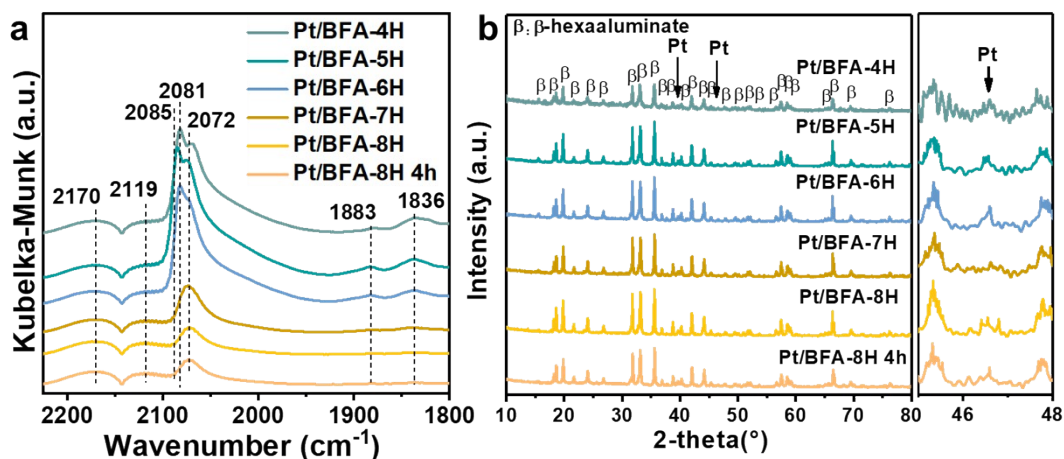 a
Kubelka-Munk (a.u.)
Pt/BFA-4H
Pt/BFA-5H
Pt/BFA-6H
Pt/BFA-7H
Pt/BFA-8H
Pt/BFA-8H 4h
2081
2085
2072
2170
2119
1883
1836
2200 2100 2000 1900 1800
Wavenumber (cm⁻¹)
b
Intensity (a.u.)
β: β-hexaaluminate
Pt
Pt
Pt/BFA-4H
β β β β β β β β β β β β β β β β β β β β β β β β β
Pt/BFA-5H
Pt/BFA-6H
Pt/BFA-7H
Pt/BFA-8H
Pt/BFA-8H 4h
10 20 30 40 50 60 70 80
2-theta(°)
Pt
46 48